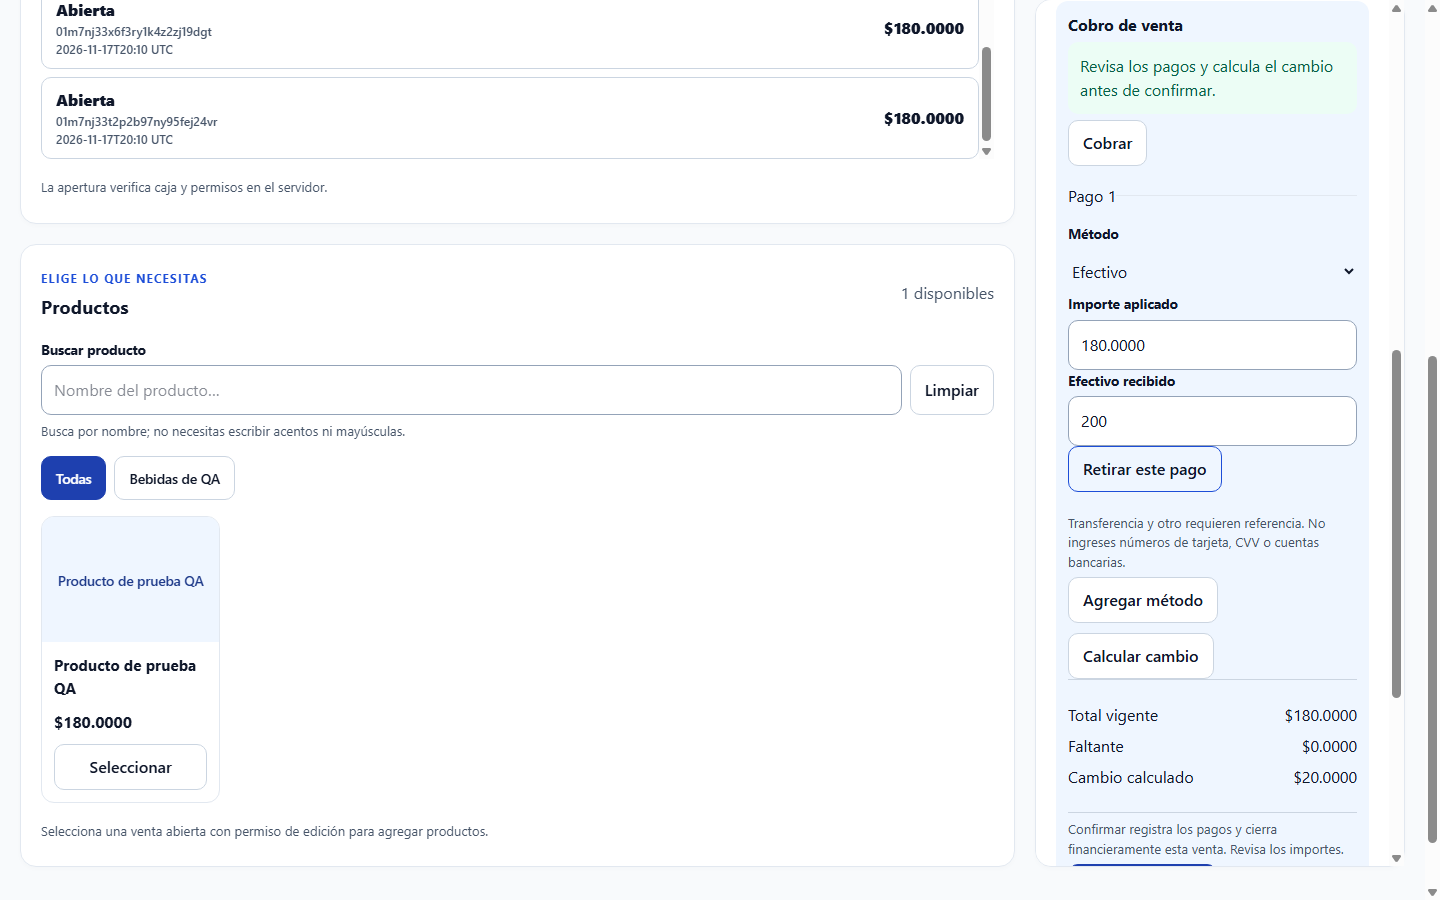 Abierta
01m7nj33x6f3ry1k4z2zj19dgt
2026-11-17T20:10 UTC
$180.0000
Abierta
01m7nj33t2p2b97ny95fej24vr
2026-11-17T20:10 UTC
$180.0000
La apertura verifica caja y permisos en el servidor.
ELIGE LO QUE NECESITAS
Productos
1 disponibles
Buscar producto
Nombre del producto...
Limpiar
Busca por nombre; no necesitas escribir acentos ni mayúsculas.
Todas
Bebidas de QA
Producto de prueba QA
Producto de prueba
QA
$180.0000
Seleccionar
Selecciona una venta abierta con permiso de edición para agregar productos.
Cobro de venta
Revisa los pagos y calcula el cambio
antes de confirmar.
Cobrar
Pago 1
Método
Efectivo
Importe aplicado
180.0000
Efectivo recibido
200
Retirar este pago
Transferencia y otro requieren referencia. No
ingreses números de tarjeta, CVV o cuentas
bancarias.
Agregar método
Calcular cambio
Total vigente $180.0000
Faltante $0.0000
Cambio calculado $20.0000
Confirmar registra los pagos y cierra
financieramente esta venta. Revisa los importes.